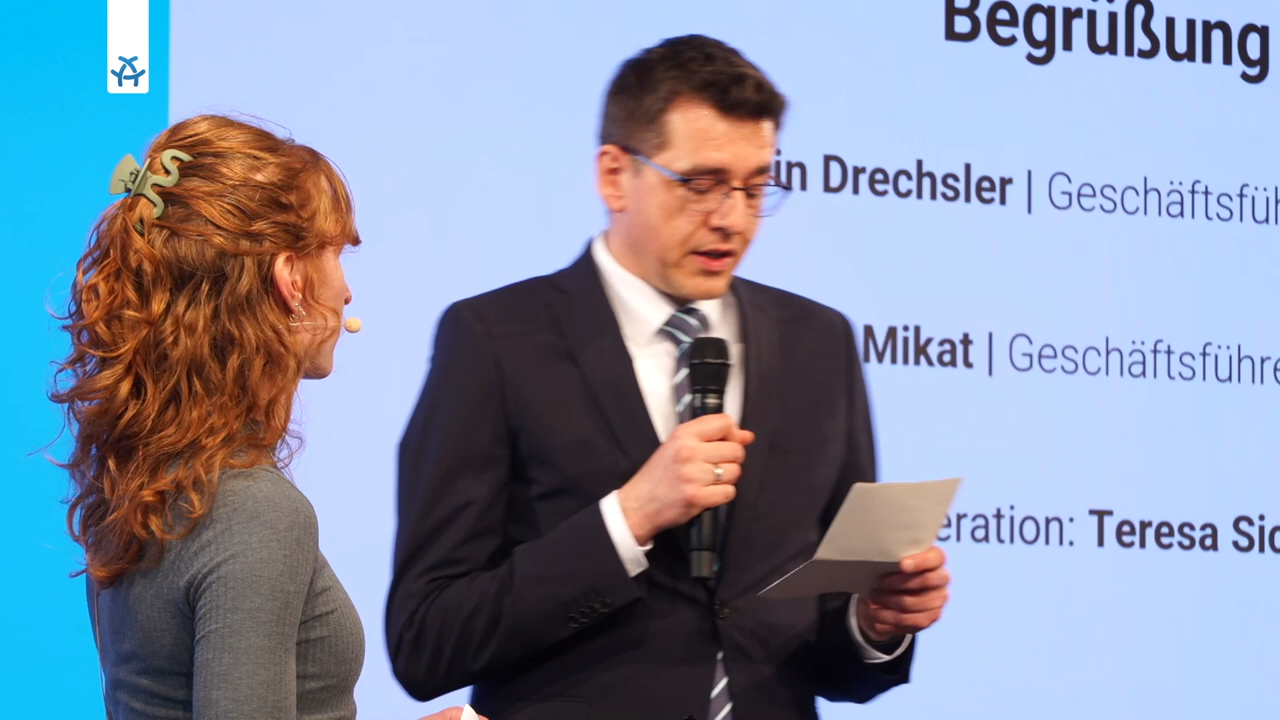 Begrüßung
in Drechsler | Geschäftsfüh
Mikat | Geschäftsführe
eration: Teresa Sic